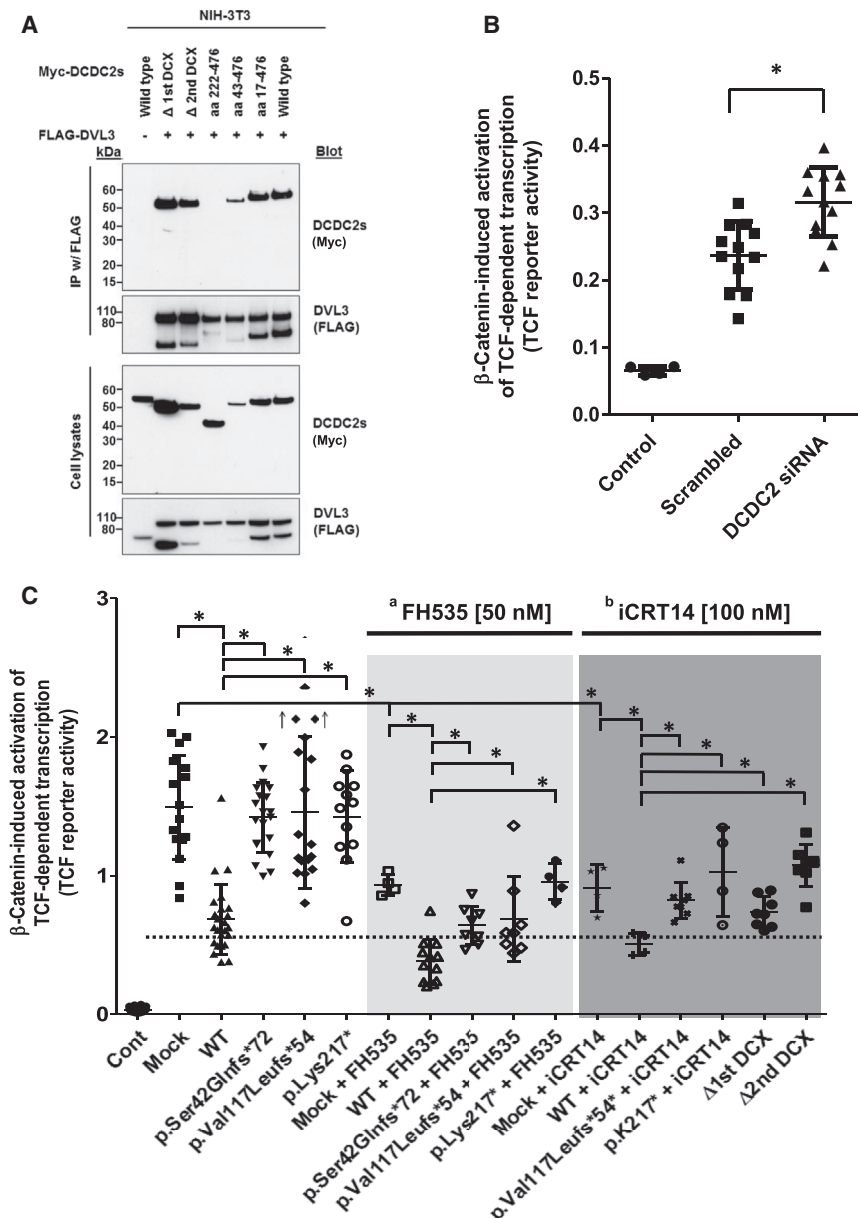 A
NIH-3T3
Myc-DCDC2s
Wild type
Δ 1st DCX
Δ 2nd DCX
aa 222-476
aa 43-476
aa 17-476
Wild type
FLAG-DVL3
- + + + + + +
kDa
Blot
IP w/ FLAG
60
50
40
30
20
15
DCDC2s
(Myc)
110
80
DVL3
(FLAG)
Cell lysates
60
50
40
30
20
15
DCDC2s
(Myc)
110
80
DVL3
(FLAG)
B
β-Catenin-induced activation
of TCF-dependent transcription
(TCF reporter activity)
0.5
0.4
0.3
0.2
0.1
0.0
*
Control
Scrambled
DCDC2 siRNA
C
β-Catenin-induced activation of
TCF-dependent transcription
(TCF reporter activity)
3
2
1
0
a FH535 [50 nM]
b iCRT14 [100 nM]
* * * *
* * * * *
* * * * * *
↑ ↑
Cont
Mock
WT
p.Ser42Glnfs*72
p.Val117Leufs*54
p.Lys217*
Mock + FH535
WT + FH535
p.Ser42Glnfs*72 + FH535
p.Val117Leufs*54 + FH535
p.Lys217* + FH535
Mock + iCRT14
WT + iCRT14
p.Val117Leufs*54* + iCRT14
p.K217* + iCRT14
Δ1st DCX
Δ2nd DCX